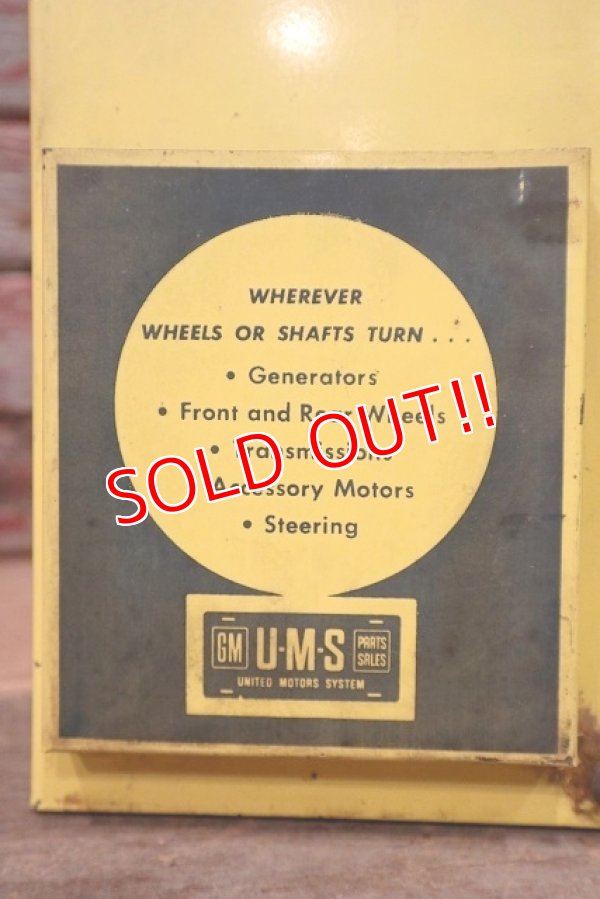 WHEREVER
WHEELS OR SHAFTS TURN . . .
• Generators
• Front and Rear Wheels
• Transmissions
Accessory Motors
• Steering
SOLD OUT!!
GM U-M-S PARTS SALES
UNITED MOTORS SYSTEM